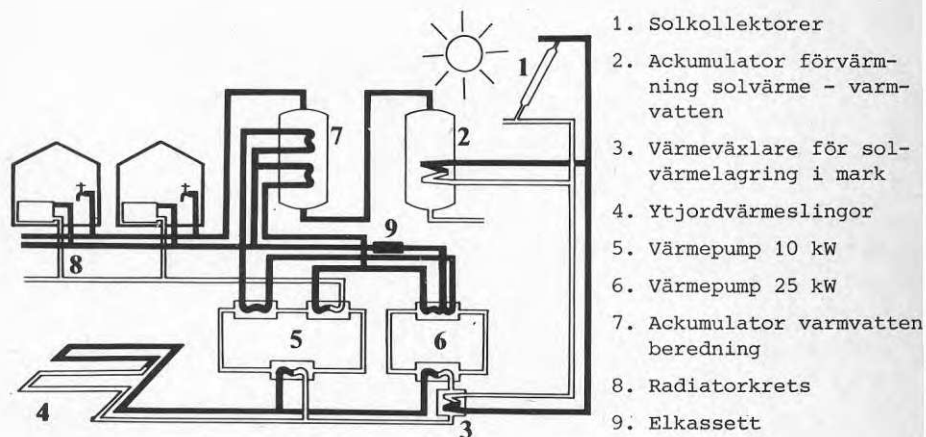 1
2
7
9
8
5
6
4
3
1. Solkollektorer
2. Ackumulator förvärm-
ning solvärme - varm-
vatten
3. Värmeväxlare för sol-
värmelagring i mark
4. Ytjordvärmeslingor
5. Värmepump 10 kW
6. Värmepump 25 kW
7. Ackumulator varmvatten
beredning
8. Radiatorkrets
9. Elkassett